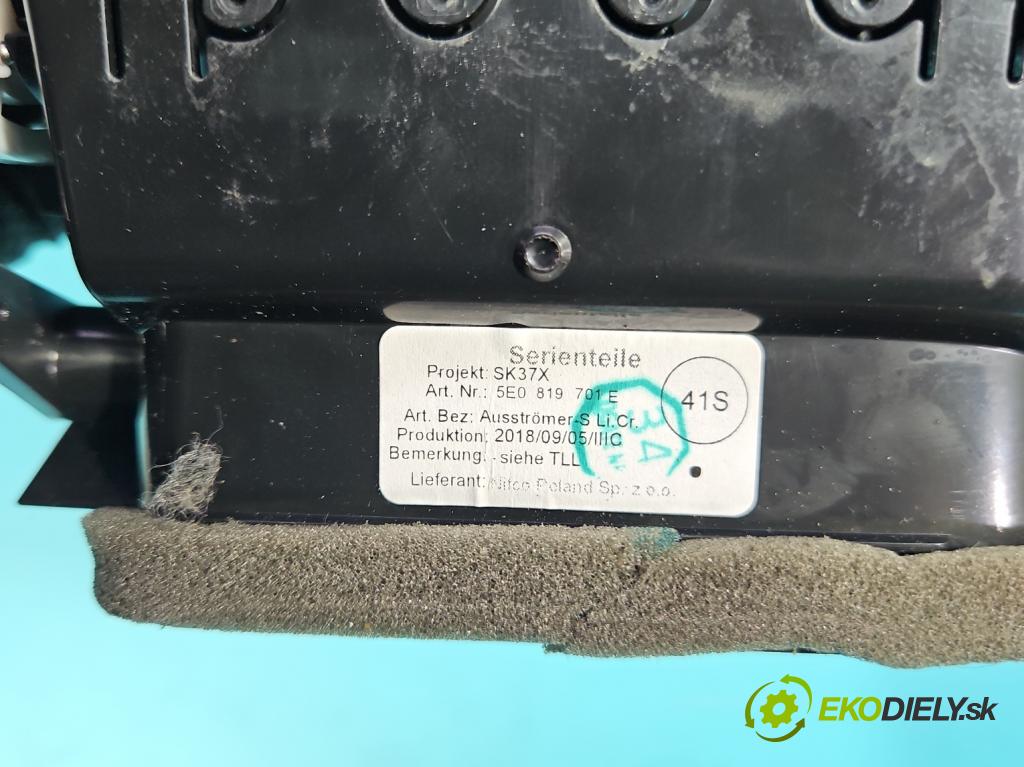 Serienteile
Projekt: SK37X
Art. Nr.: 5E0 819 701 E
Art. Bez: Ausströmer-S Li.Cr.
Produktion: 2018/09/05/IIIC
Bemerkung: - siehe TLL
Lieferant: Nifco Poland Sp. z o.o.
41S
34
EKODIELY.sk